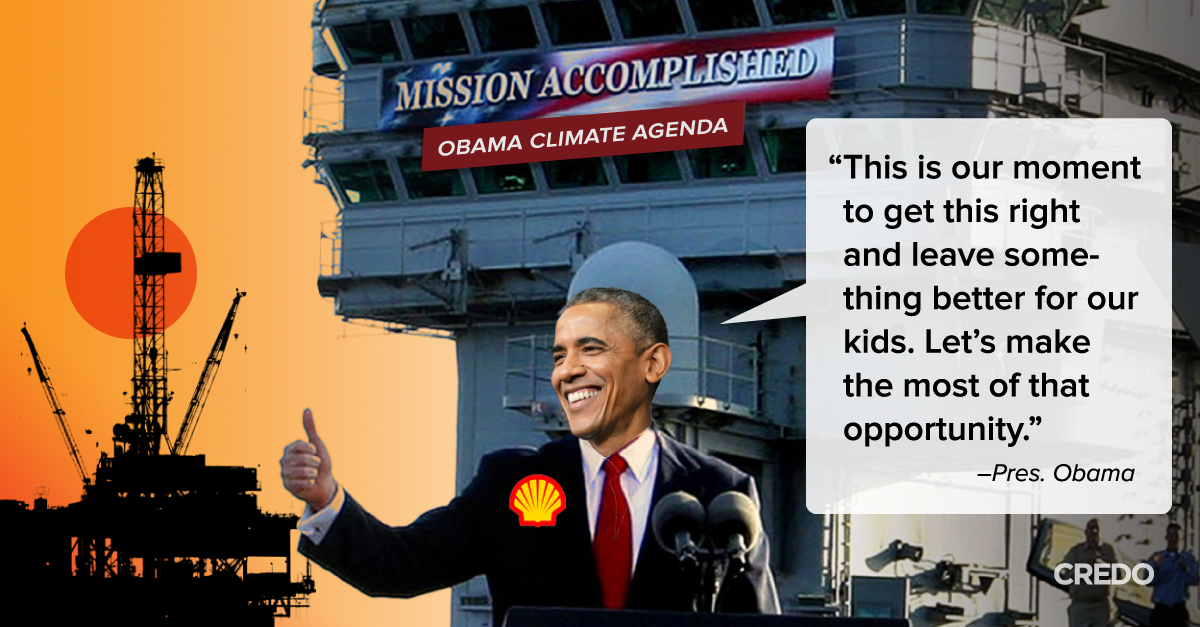 MISSION ACCOMPLISHED
OBAMA CLIMATE AGENDA
“This is our moment
to get this right
and leave some-
thing better for our
kids. Let’s make
the most of that
opportunity.”
–Pres. Obama
CREDO